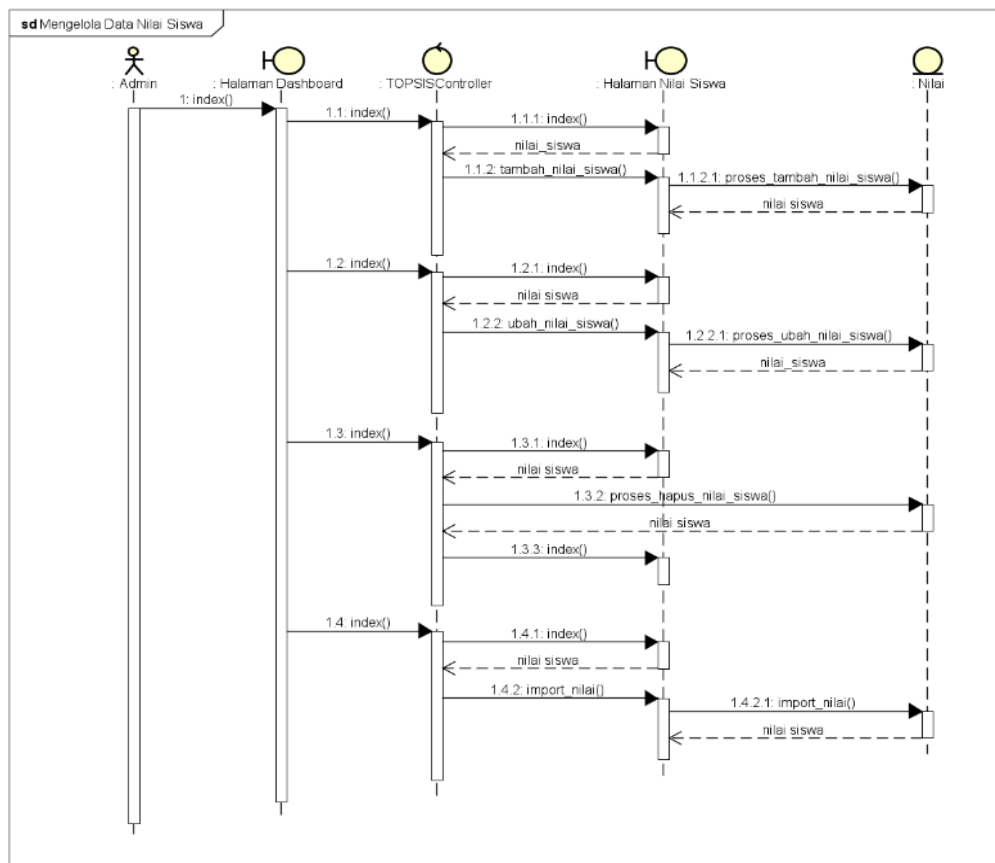 sd Mengelola Data Nilai Siswa
: Admin
: Halaman Dashboard
: TOPSISController
: Halaman Nilai Siswa
: Nilai
1: index()
1.1: index()
1.1.1: index()
nilai_siswa
1.1.2: tambah_nilai_siswa()
1.1.2.1: proses_tambah_nilai_siswa()
nilai siswa
1.2: index()
1.2.1: index()
nilai siswa
1.2.2: ubah_nilai_siswa()
1.2.2.1: proses_ubah_nilai_siswa()
nilai_siswa
1.3: index()
1.3.1: index()
nilai siswa
1.3.2: proses_hapus_nilai_siswa()
nilai siswa
1.3.3: index()
1.4: index()
1.4.1: index()
nilai siswa
1.4.2: import_nilai()
1.4.2.1: import_nilai()
nilai siswa